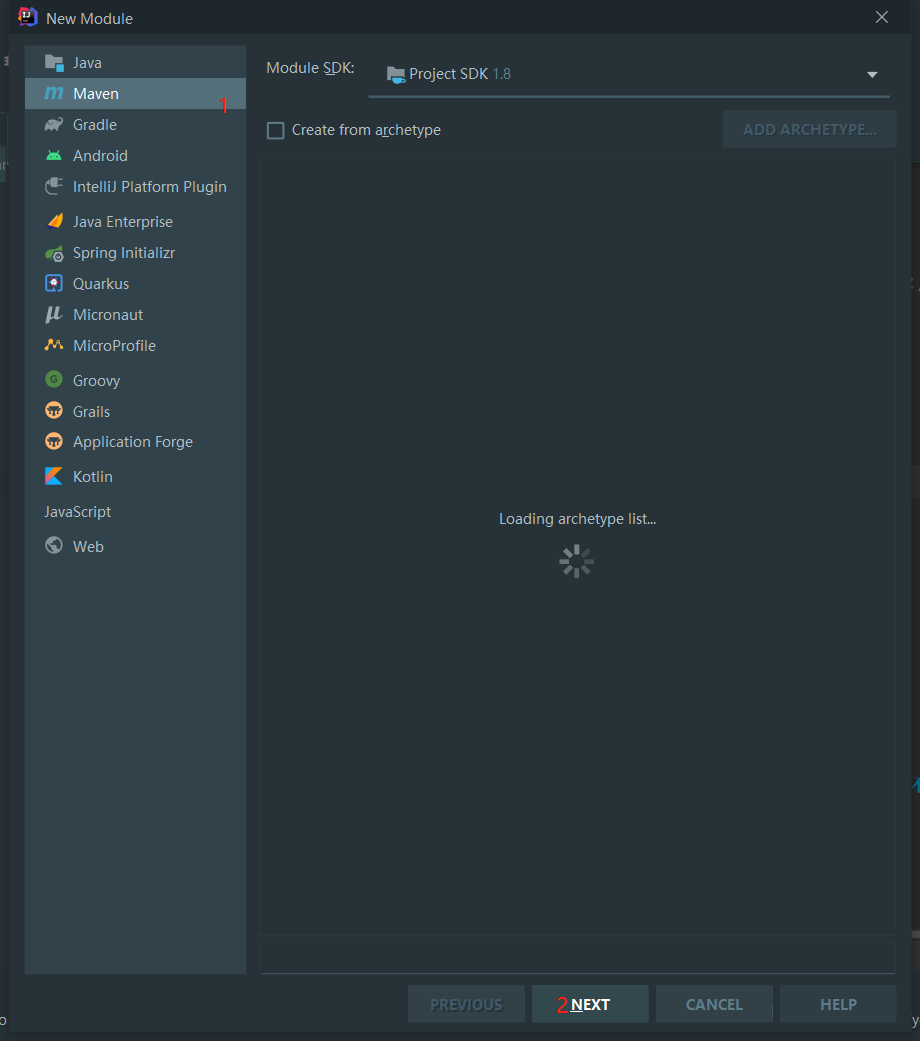 New Module
Java
Maven
1
Gradle
Android
IntelliJ Platform Plugin
Java Enterprise
Spring Initializr
Quarkus
Micronaut
MicroProfile
Groovy
Grails
Application Forge
Kotlin
JavaScript
Web
Module SDK:
Project SDK 1.8
Create from archetype
ADD ARCHETYPE...
Loading archetype list...
PREVIOUS
2 NEXT
CANCEL
HELP